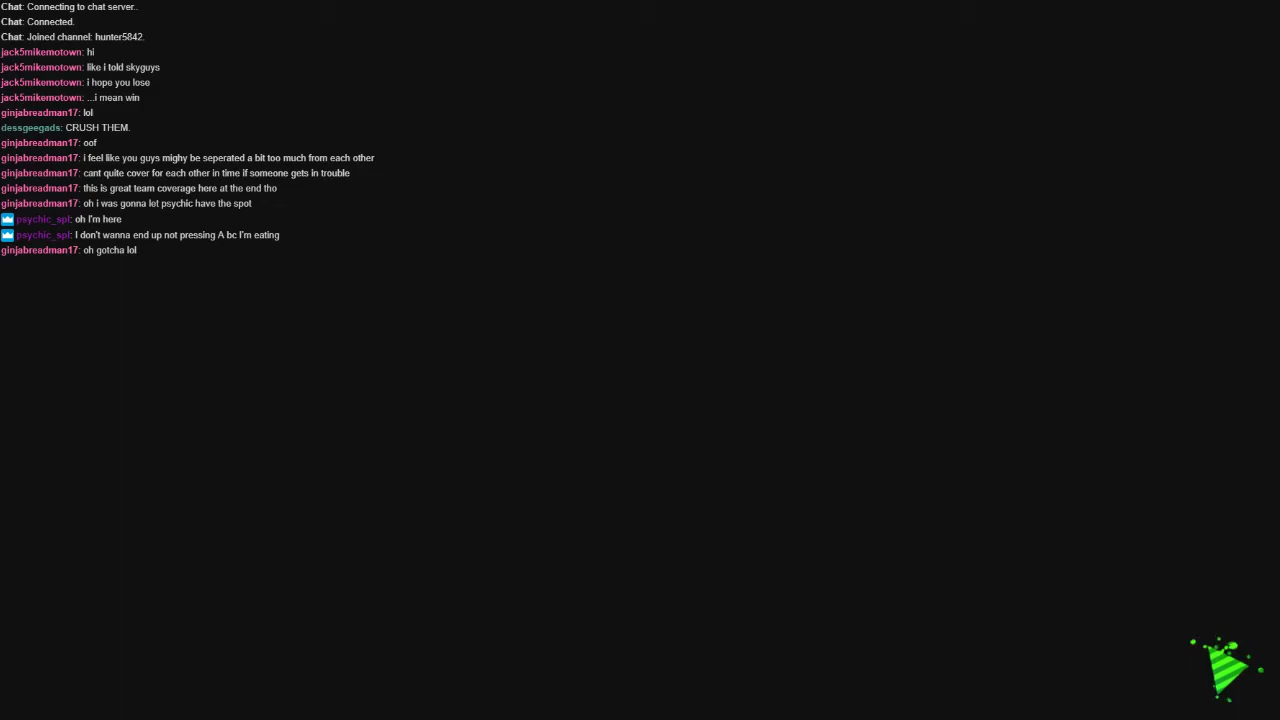 Chat: Connecting to chat server..
Chat: Connected.
Chat: Joined channel: hunter5842.
jack5mikemotown: hi
jack5mikemotown: like i told skyguys
jack5mikemotown: i hope you lose
jack5mikemotown: ...i mean win
ginjabreadman17: lol
dessgeegads: CRUSH THEM.
ginjabreadman17: oof
ginjabreadman17: i feel like you guys mighy be seperated a bit too much from each other
ginjabreadman17: cant quite cover for each other in time if someone gets in trouble
ginjabreadman17: this is great team coverage here at the end tho
ginjabreadman17: oh i was gonna let psychic have the spot
psychic_spl: oh I'm here
psychic_spl: I don't wanna end up not pressing A bc I'm eating
ginjabreadman17: oh gotcha lol